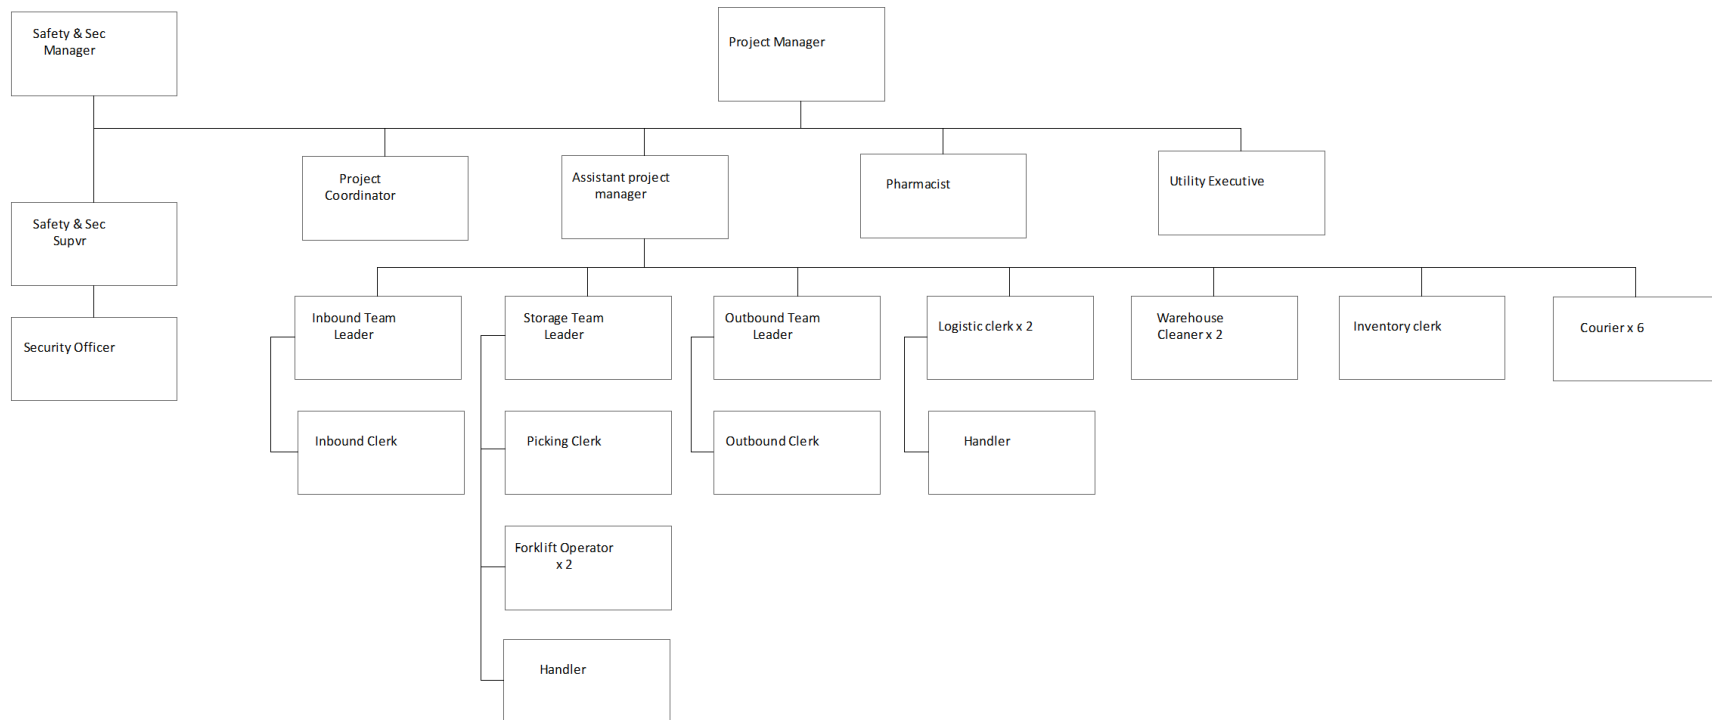 Safety & Sec
Manager
Project Manager
Project
Coordinator
Assistant project
manager
Pharmacist
Utility Executive
Safety & Sec
Supvr
Security Officer
Inbound Team
Leader
Storage Team
Leader
Outbound Team
Leader
Logistic clerk x 2
Warehouse
Cleaner x 2
Inventory clerk
Courier x 6
Inbound Clerk
Picking Clerk
Outbound Clerk
Handler
Forklift Operator
x 2
Handler